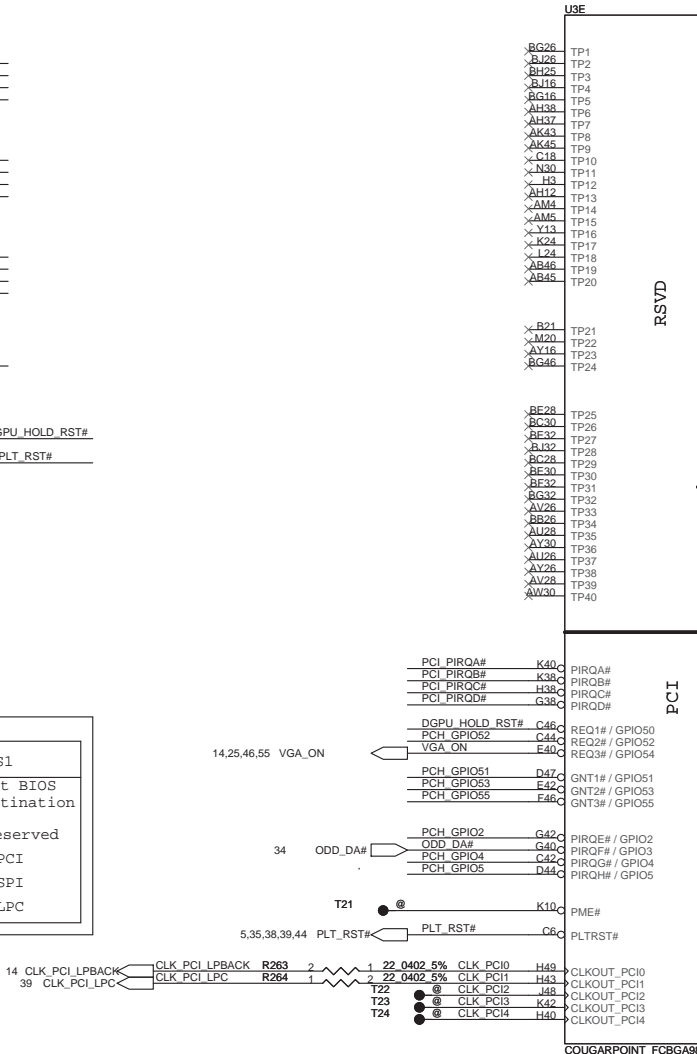 U3E
BG26 TP1
BJ26 TP2
BH25 TP3
BJ16 TP4
BG16 TP5
AH38 TP6
AH37 TP7
AK43 TP8
AK45 TP9
C18 TP10
N30 TP11
H3 TP12
AH12 TP13
AM4 TP14
AM5 TP15
Y13 TP16
K24 TP17
L24 TP18
AB46 TP19
AB45 TP20
RSVD
B21 TP21
M20 TP22
AY16 TP23
BG46 TP24
BE28 TP25
BC30 TP26
BE32 TP27
BJ32 TP28
BC28 TP29
BE30 TP30
BF32 TP31
BG32 TP32
AV26 TP33
BB26 TP34
AU28 TP35
AY30 TP36
AU26 TP37
AY26 TP38
AV28 TP39
AW30 TP40
GPU_HOLD_RST#
PLT_RST#
PCI
PCI_PIRQA# K40 PIRQA#
PCI_PIRQB# K38 PIRQB#
PCI_PIRQC# H38 PIRQC#
PCI_PIRQD# G38 PIRQD#
DGPU_HOLD_RST# C46 REQ1# / GPIO50
PCH_GPIO52 C44 REQ2# / GPIO52
14,25,46,55 VGA_ON VGA_ON E40 REQ3# / GPIO54
PCH_GPIO51 D47 GNT1# / GPIO51
PCH_GPIO53 E42 GNT2# / GPIO53
PCH_GPIO55 F46 GNT3# / GPIO55
PCH_GPIO2 G42 PIRQE# / GPIO2
34 ODD_DA# ODD_DA# G40 PIRQF# / GPIO3
PCH_GPIO4 C42 PIRQG# / GPIO4
PCH_GPIO5 D44 PIRQH# / GPIO5
T21 @ K10 PME#
5,35,38,39,44 PLT_RST# PLT_RST# C6 PLTRST#
14 CLK_PCI_LPBACK CLK_PCI_LPBACK R263 2 1 22_0402_5% CLK_PCI0 H49 CLKOUT_PCI0
39 CLK_PCI_LPC CLK_PCI_LPC R264 1 2 22_0402_5% CLK_PCI1 H43 CLKOUT_PCI1
T22 @ CLK_PCI2 J48 CLKOUT_PCI2
T23 @ CLK_PCI3 K42 CLKOUT_PCI3
T24 @ CLK_PCI4 H40 CLKOUT_PCI4
S1
t BIOS
tination
eserved
PCI
SPI
LPC
COUGARPOINT_FCBGA9